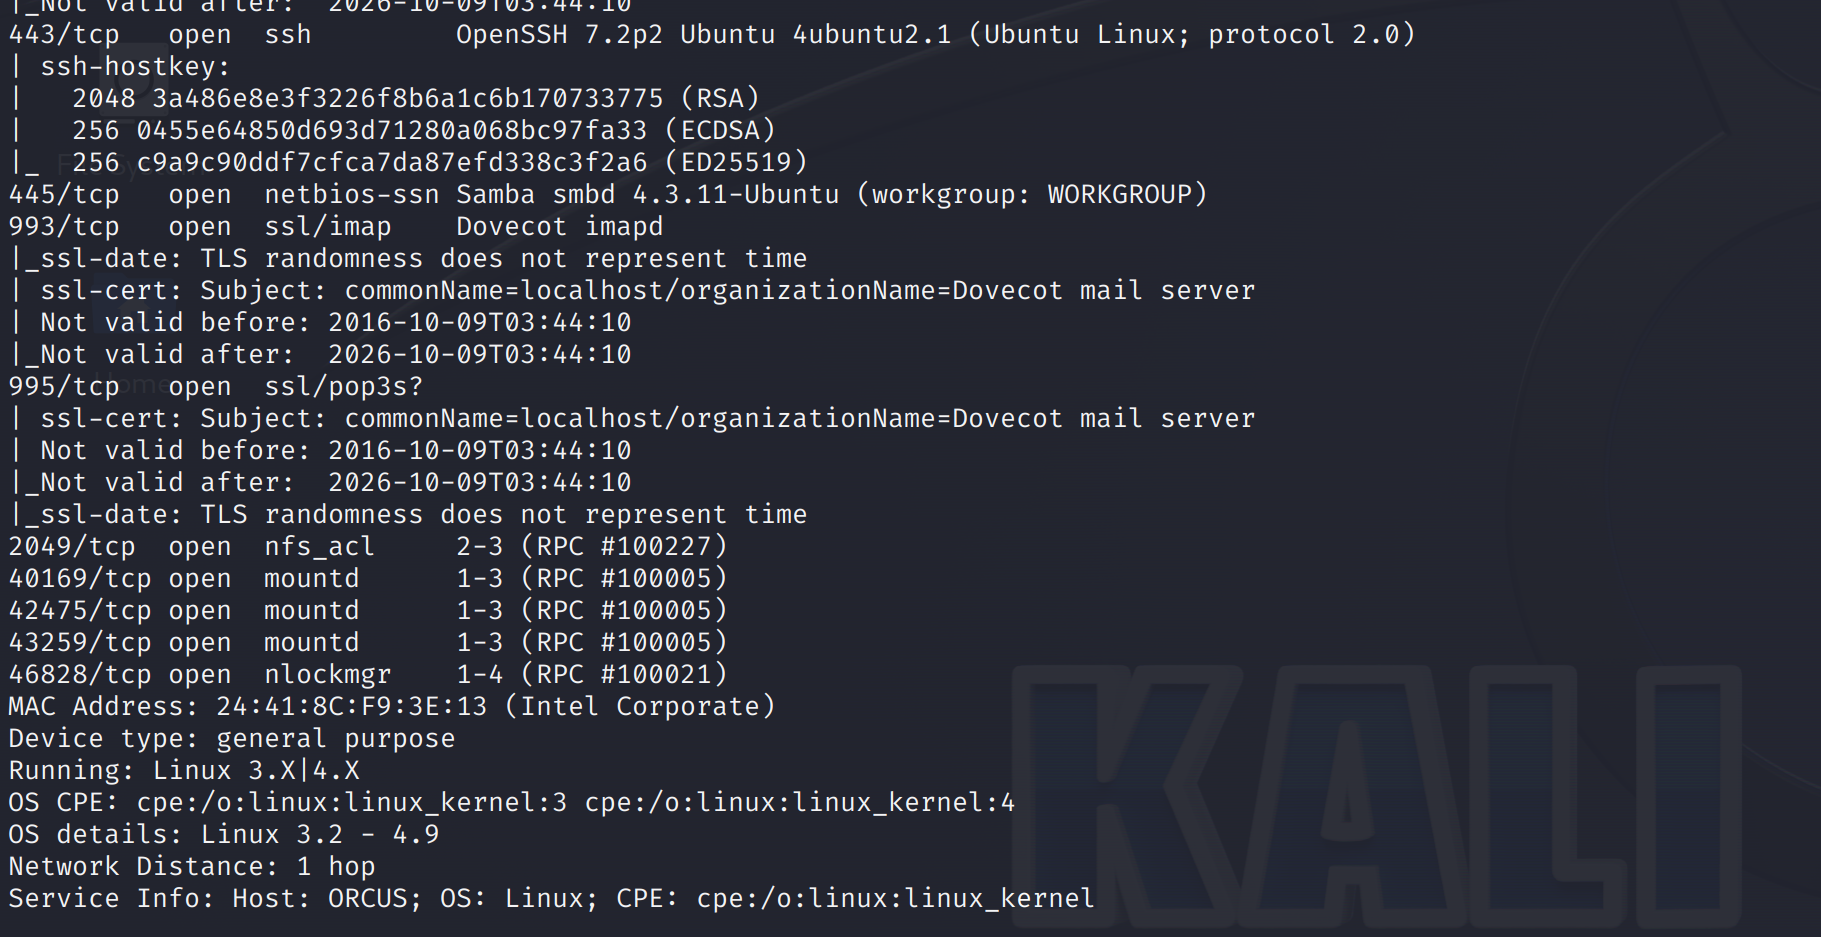 |_Not valid after:  2026-10-09T03:44:10
443/tcp   open  ssh         OpenSSH 7.2p2 Ubuntu 4ubuntu2.1 (Ubuntu Linux; protocol 2.0)
| ssh-hostkey:
|   2048 3a486e8e3f3226f8b6a1c6b170733775 (RSA)
|   256 0455e64850d693d71280a068bc97fa33 (ECDSA)
|_  256 c9a9c90ddf7cfca7da87efd338c3f2a6 (ED25519)
445/tcp   open  netbios-ssn Samba smbd 4.3.11-Ubuntu (workgroup: WORKGROUP)
993/tcp   open  ssl/imap    Dovecot imapd
|_ssl-date: TLS randomness does not represent time
| ssl-cert: Subject: commonName=localhost/organizationName=Dovecot mail server
| Not valid before: 2016-10-09T03:44:10
|_Not valid after:  2026-10-09T03:44:10
995/tcp   open  ssl/pop3s?
| ssl-cert: Subject: commonName=localhost/organizationName=Dovecot mail server
| Not valid before: 2016-10-09T03:44:10
|_Not valid after:  2026-10-09T03:44:10
|_ssl-date: TLS randomness does not represent time
2049/tcp  open  nfs_acl     2-3 (RPC #100227)
40169/tcp open  mountd      1-3 (RPC #100005)
42475/tcp open  mountd      1-3 (RPC #100005)
43259/tcp open  mountd      1-3 (RPC #100005)
46828/tcp open  nlockmgr    1-4 (RPC #100021)
MAC Address: 24:41:8C:F9:3E:13 (Intel Corporate)
Device type: general purpose
Running: Linux 3.X|4.X
OS CPE: cpe:/o:linux:linux_kernel:3 cpe:/o:linux:linux_kernel:4
OS details: Linux 3.2 - 4.9
Network Distance: 1 hop
Service Info: Host: ORCUS; OS: Linux; CPE: cpe:/o:linux:linux_kernel
KALI
Home